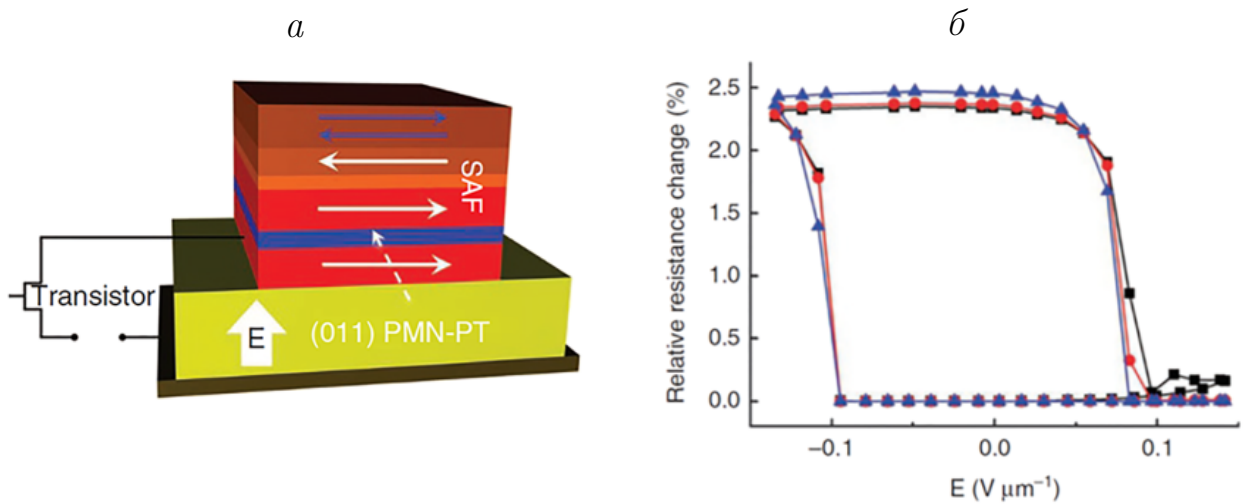 а
б
SAF
Transistor
E
(011) PMN-PT
Relative resistance change (%)
2.5
2.0
1.5
1.0
0.5
0.0
−0.1
0.0
0.1
E (V μm⁻¹)